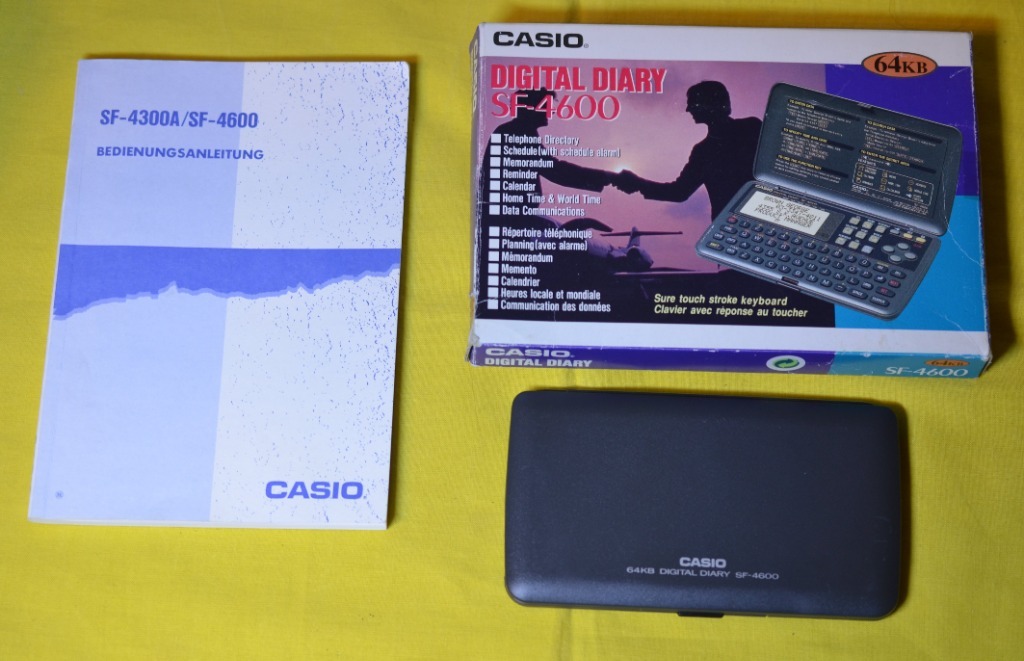 SF-4300A/SF-4600
BEDIENUNGSANLEITUNG
CASIO
CASIO
64KB
DIGITAL DIARY
SF-4600
Telephone Directory
Schedule(with schedule alarm)
Memorandum
Reminder
Calendar
Home Time & World Time
Data Communications
Répertoire téléphonique
Planning(avec alarme)
Mémorandum
Memento
Calendrier
Heures locale et mondiale
Communication des données
CASIO
Sure touch stroke keyboard
Clavier avec réponse au toucher
CASIO
DIGITAL DIARY
64KB
SF-4600
CASIO
64KB DIGITAL DIARY SF-4600